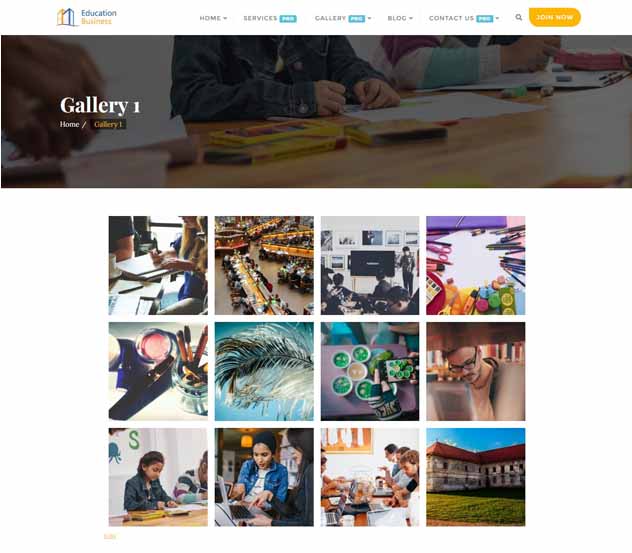 Education
Business
HOME
SERVICES PRO
GALLERY PRO
BLOG
CONTACT US PRO
JOIN NOW
Gallery 1
Home / Gallery 1
S
Edit